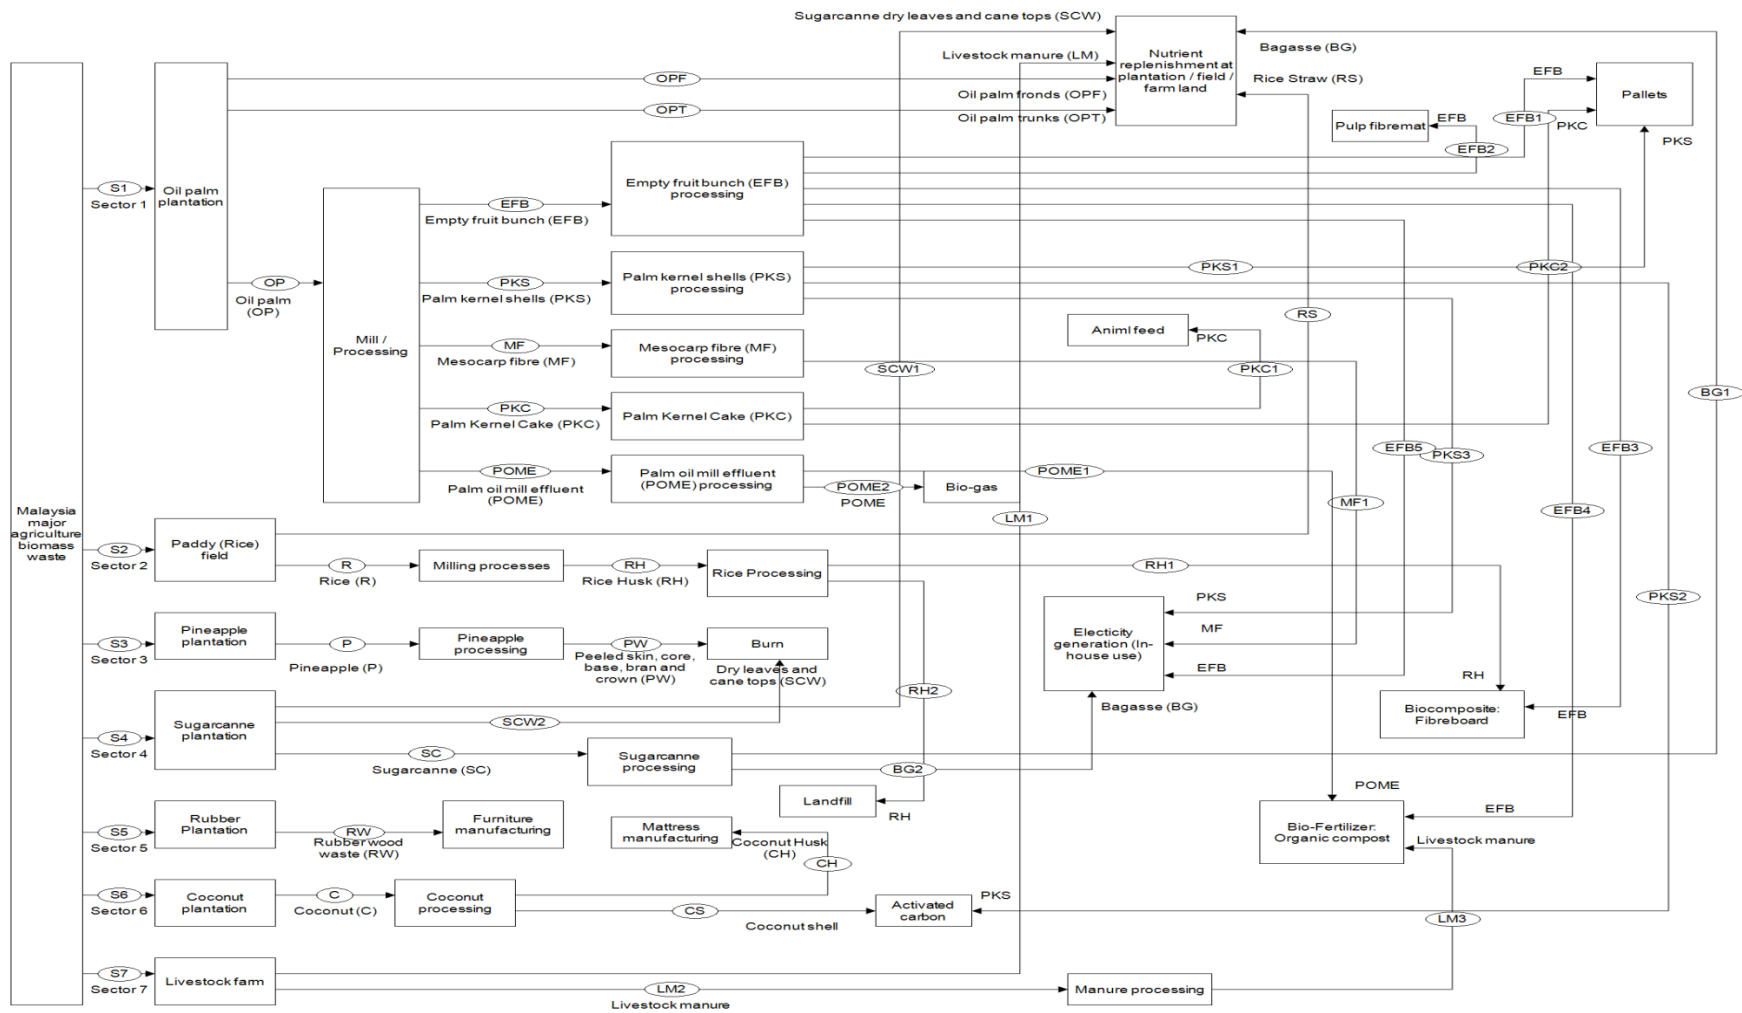 Sugarcanne dry leaves and cane tops (SCW)
Livestock manure (LM)
Nutrient
replenishment at
plantation / field /
farm land
Bagasse (BG)
Rice Straw (RS)
Oil palm fronds (OPF)
Oil palm trunks (OPT)
OPF
OPT
EFB
EFB1
PKC
Pallets
PKS
Pulp fibremat
EFB
EFB2
Malaysia
major
agriculture
biomass
waste
S1
Sector 1
Oil palm
plantation
OP
Oil palm
(OP)
Mill /
Processing
EFB
Empty fruit bunch (EFB)
Empty fruit bunch (EFB)
processing
PKS
Palm kernel shells (PKS)
Palm kernel shells (PKS)
processing
PKS1
PKC2
MF
Mesocarp fibre (MF)
Mesocarp fibre (MF)
processing
SCW1
RS
Animl feed
PKC
PKC1
BG1
PKC
Palm Kernel Cake (PKC)
Palm Kernel Cake (PKC)
EFB5
PKS3
EFB3
POME
Palm oil mill effluent
(POME)
Palm oil mill effluent
(POME) processing
POME2
POME
Bio-gas
POME1
LM1
MF1
EFB4
S2
Sector 2
Paddy (Rice)
field
R
Rice (R)
Milling processes
RH
Rice Husk (RH)
Rice Processing
RH1
PKS2
S3
Sector 3
Pineapple
plantation
P
Pineapple (P)
Pineapple
processing
PW
Peeled skin, core,
base, bran and
crown (PW)
Burn
Dry leaves and
cane tops (SCW)
RH2
Electicity
generation (In-
house use)
PKS
MF
EFB
Bagasse (BG)
RH
Biocomposite:
Fibreboard
EFB
S4
Sector 4
Sugarcanne
plantation
SCW2
SC
Sugarcanne (SC)
Sugarcanne
processing
BG2
Landfill
RH
S5
Sector 5
Rubber
Plantation
RW
Rubber wood
waste (RW)
Furniture
manufacturing
Mattress
manufacturing
Coconut Husk
(CH)
CH
POME
EFB
Bio-Fertilizer:
Organic compost
Livestock manure
S6
Sector 6
Coconut
plantation
C
Coconut (C)
Coconut
processing
CS
Coconut shell
Activated
carbon
PKS
LM3
S7
Sector 7
Livestock farm
LM2
Livestock manure
Manure processing